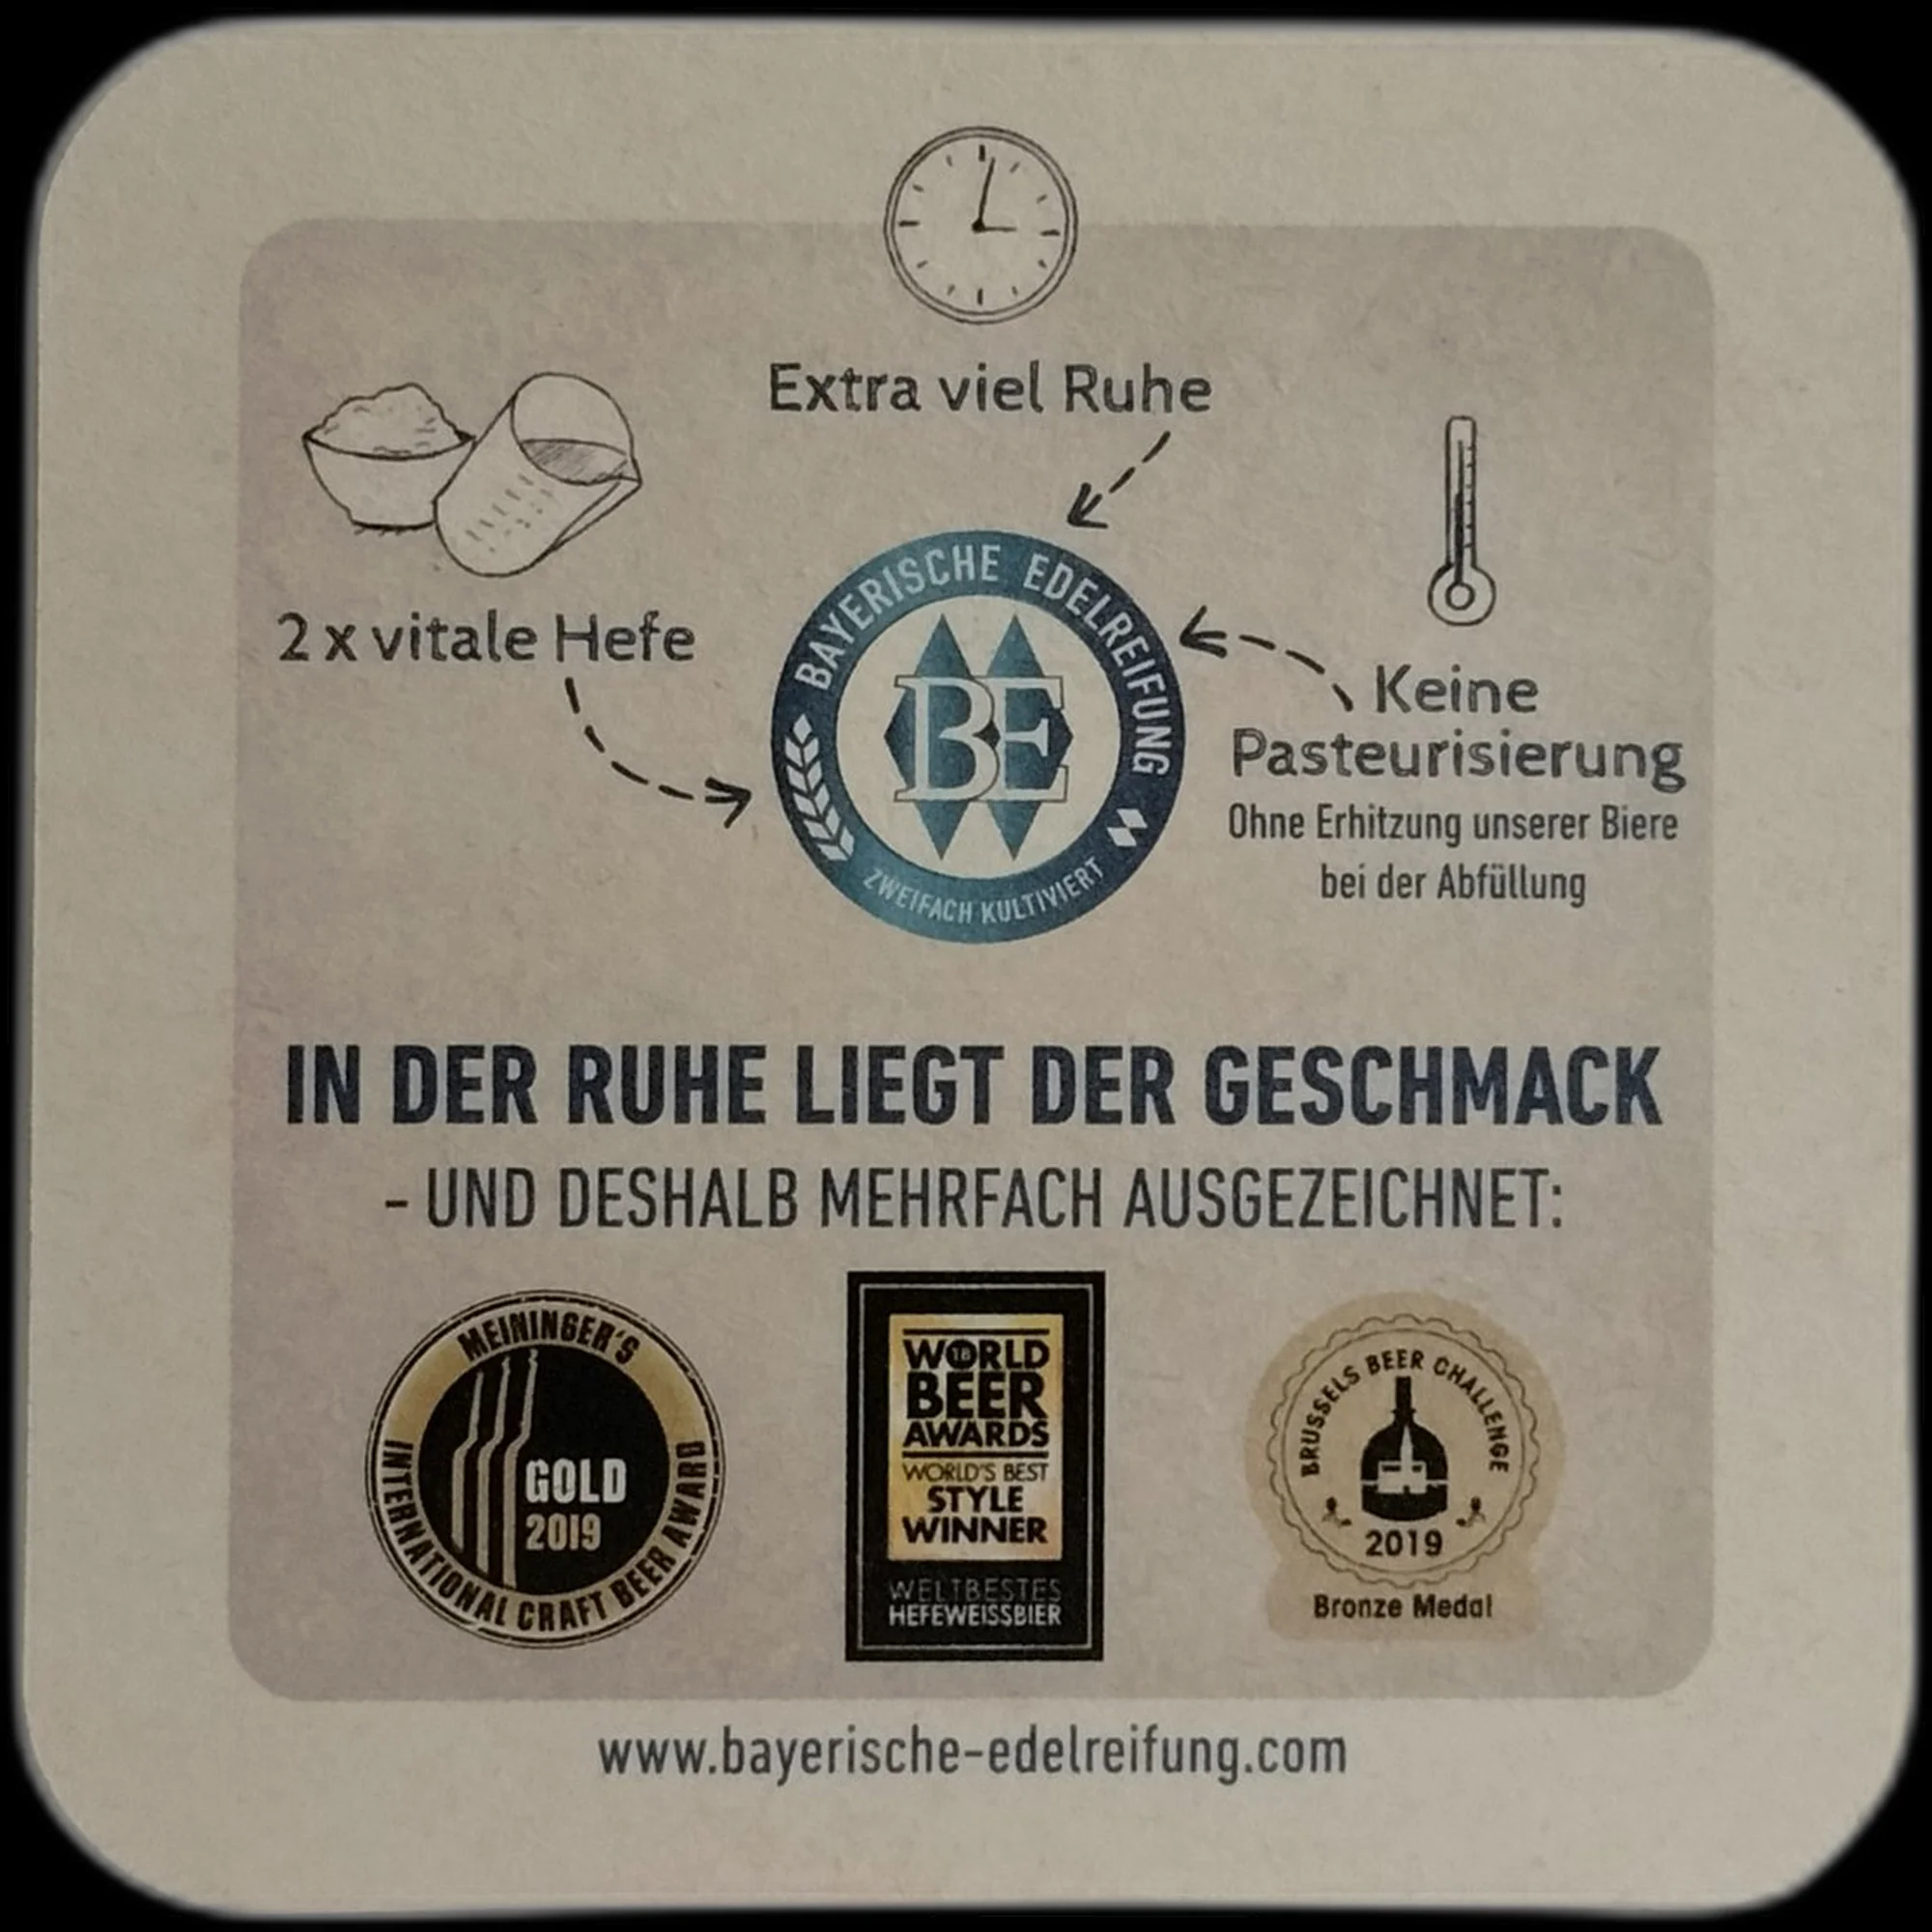 Extra viel Ruhe
2 x vitale Hefe
BAYERISCHE EDELREIFUNG
BE
ZWEIFACH KULTIVIERT
Keine
Pasteurisierung
Ohne Erhitzung unserer Biere
bei der Abfüllung
IN DER RUHE LIEGT DER GESCHMACK
- UND DESHALB MEHRFACH AUSGEZEICHNET:
MEININGER'S
INTERNATIONAL CRAFT BEER AWARD
GOLD
2019
WORLD
18
BEER
AWARDS
WORLD'S BEST
STYLE
WINNER
WELTBESTES
HEFEWEISSBIER
BRUSSELS BEER CHALLENGE
2019
Bronze Medal
www.bayerische-edelreifung.com